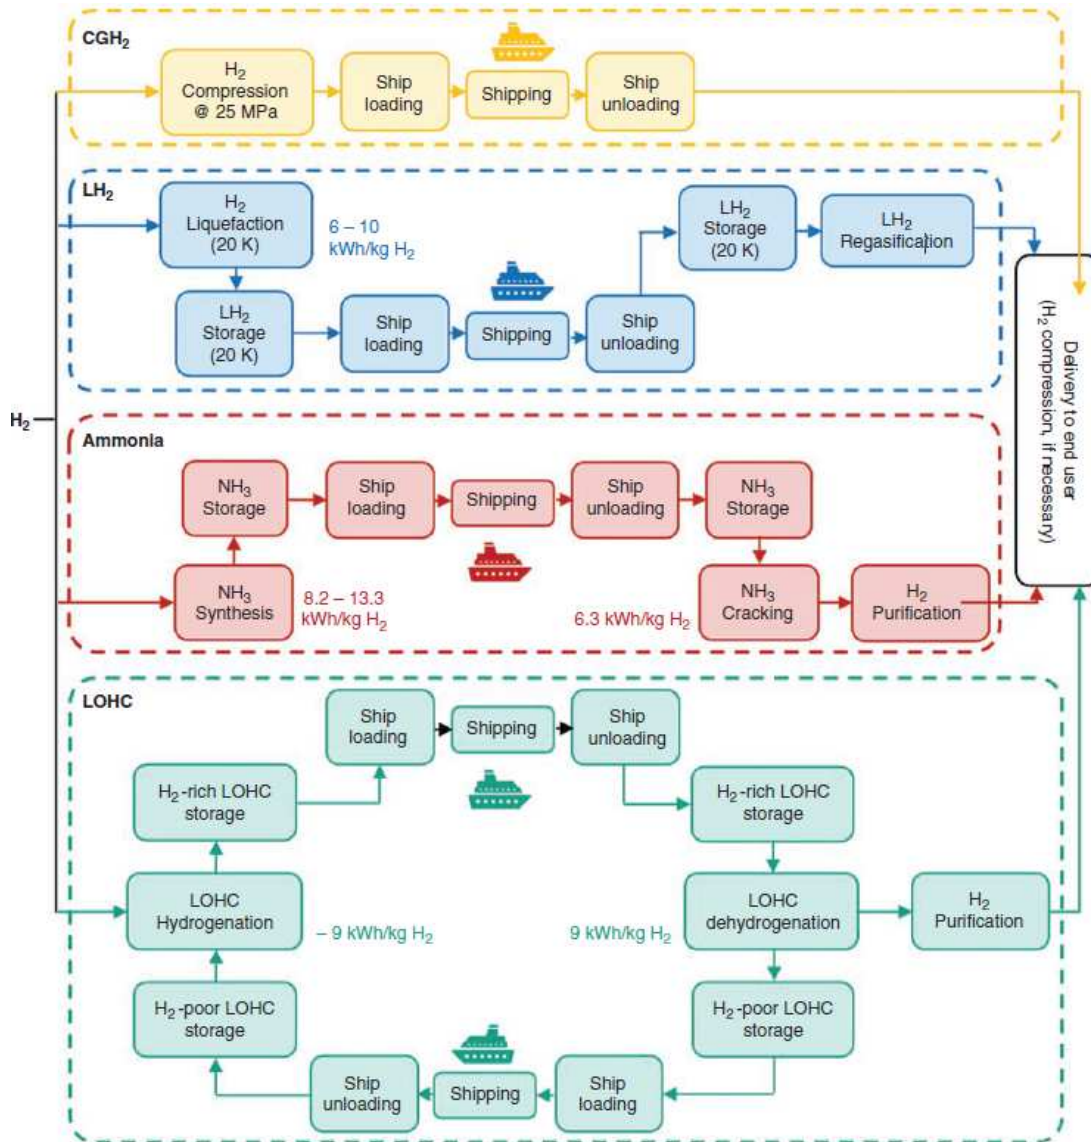 CGH₂
H₂
Compression
@ 25 MPa
Ship
loading
Shipping
Ship
unloading
LH₂
H₂
Liquefaction
(20 K)
6 – 10
kWh/kg H₂
LH₂
Storage
(20 K)
Ship
loading
Shipping
Ship
unloading
LH₂
Storage
(20 K)
LH₂
Regasification
H₂
Delivery to end user
(H₂ compression, if necessary)
Ammonia
NH₃
Storage
Ship
loading
Shipping
Ship
unloading
NH₃
Storage
NH₃
Synthesis
8.2 – 13.3
kWh/kg H₂
6.3 kWh/kg H₂
NH₃
Cracking
H₂
Purification
LOHC
Ship
loading
Shipping
Ship
unloading
H₂-rich LOHC
storage
H₂-rich LOHC
storage
LOHC
Hydrogenation
– 9 kWh/kg H₂
9 kWh/kg H₂
LOHC
dehydrogenation
H₂
Purification
H₂-poor LOHC
storage
H₂-poor LOHC
storage
Ship
unloading
Shipping
Ship
loading